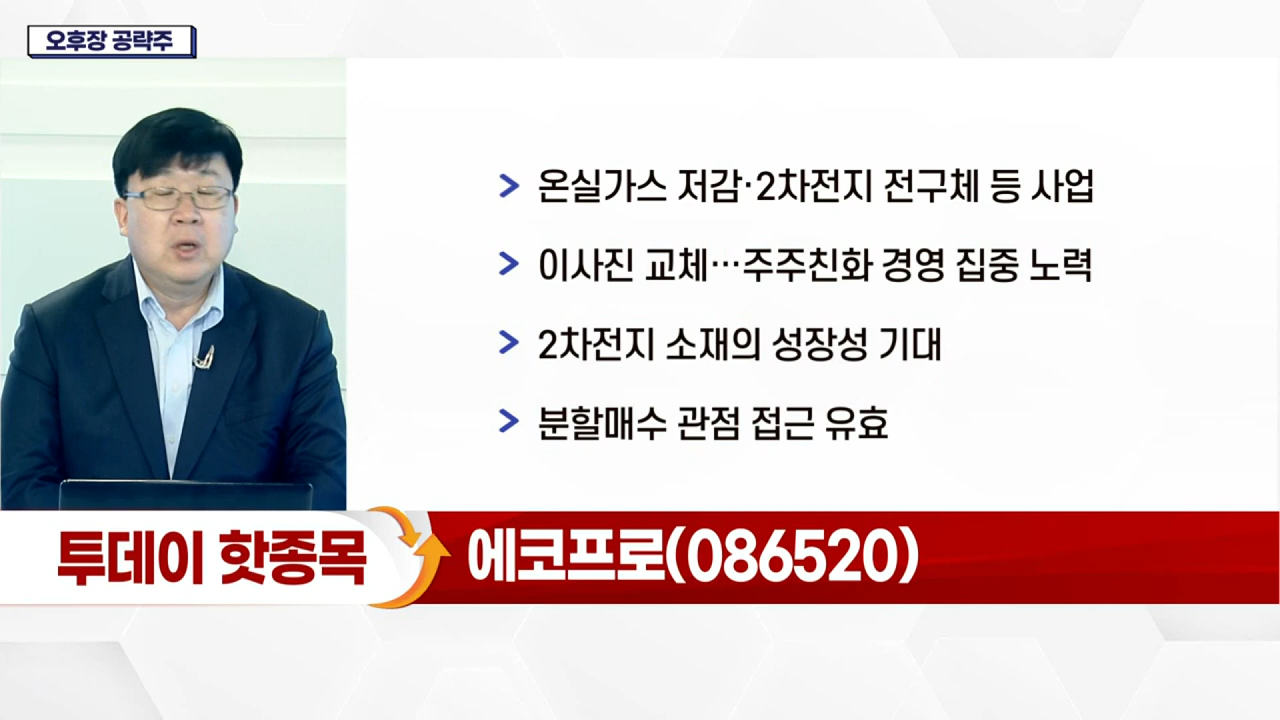 오후장 공략주
온실가스 저감·2차전지 전구체 등 사업
이사진 교체…주주친화 경영 집중 노력
2차전지 소재의 성장성 기대
분할매수 관점 접근 유효
투데이 핫종목
에코프로(086520)